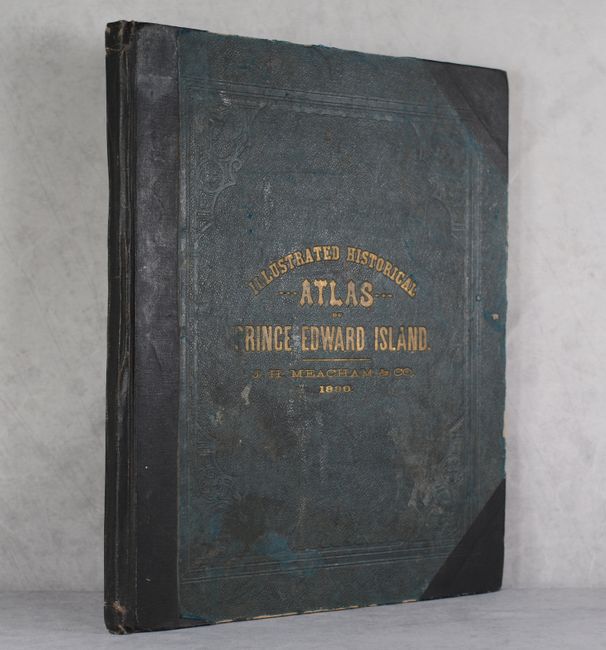 ILLUSTRATED HISTORICAL
ATLAS
OF
PRINCE EDWARD ISLAND.
J. H. MEACHAM & CO.
1880.